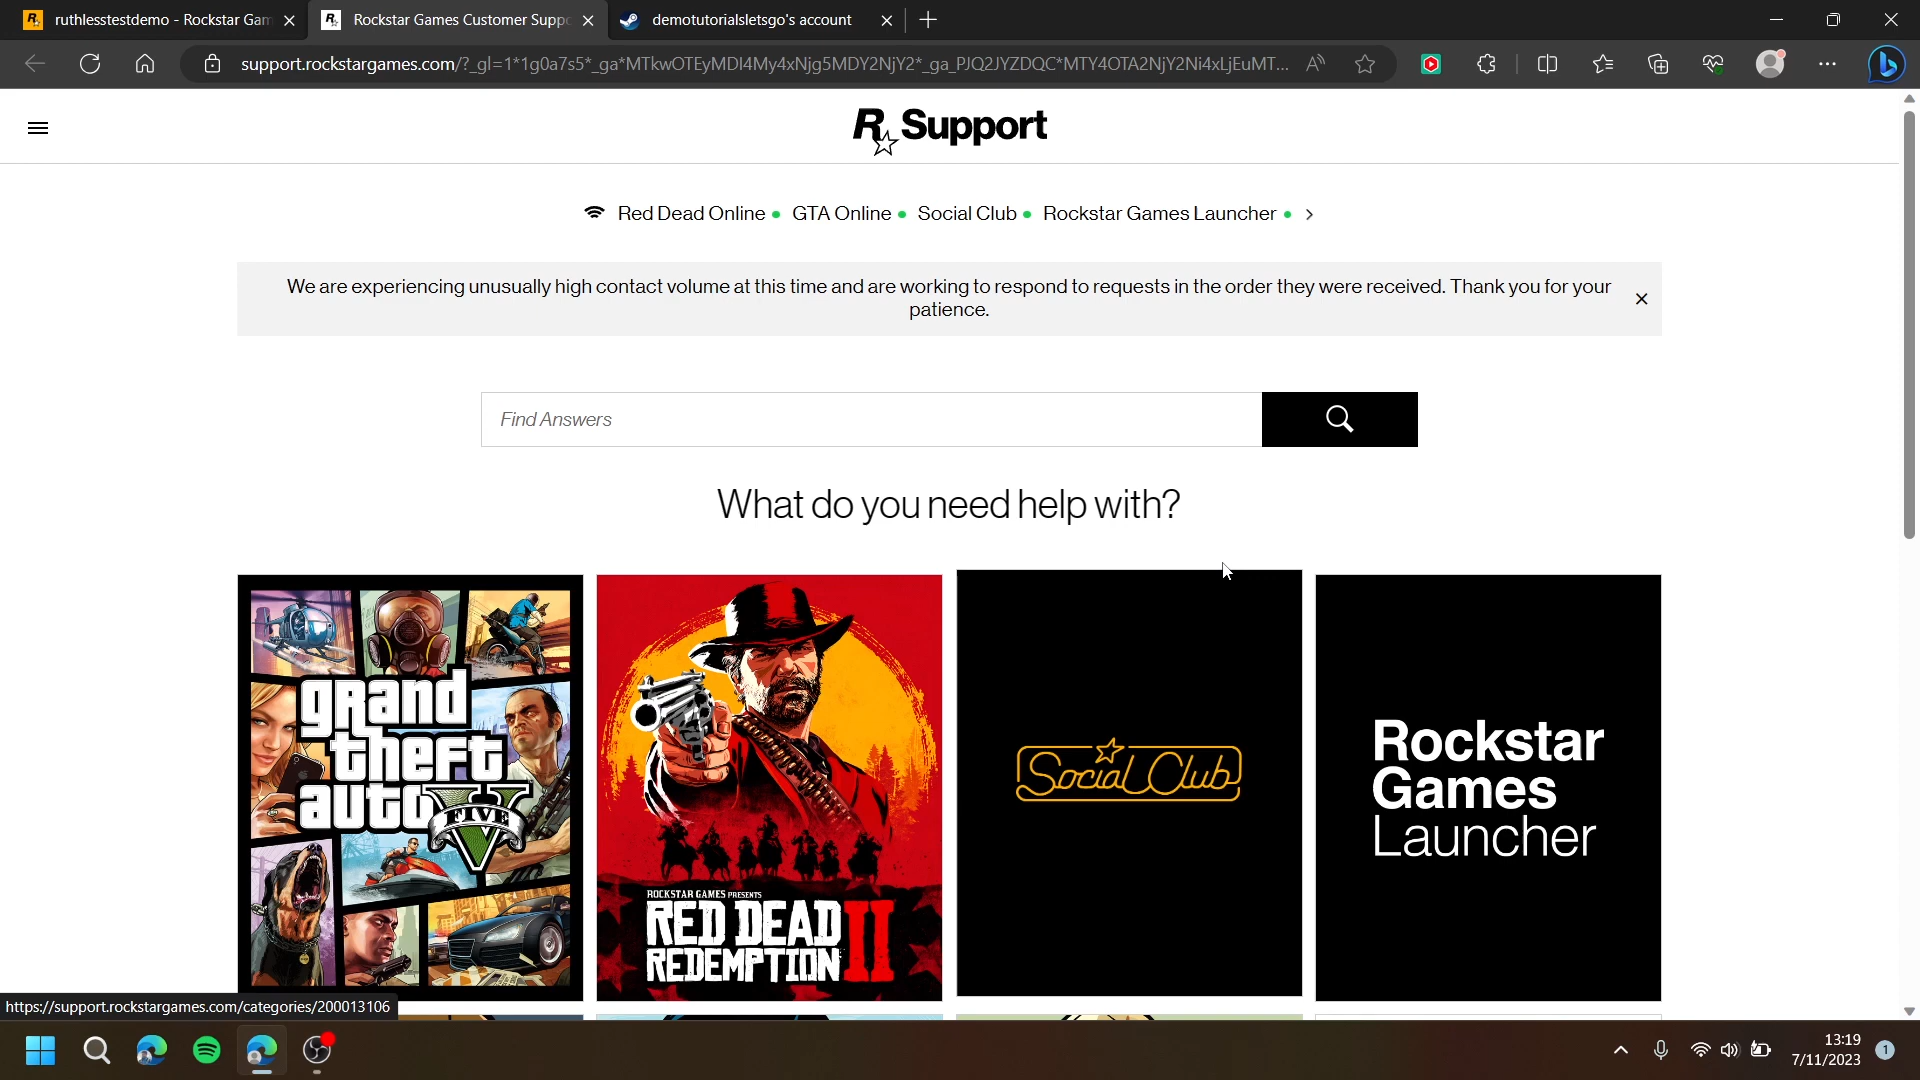 ruthlesstestdemo - Rockstar Gam
Rockstar Games Customer Suppo
demotutorialsletsgo's account
support.rockstargames.com/?_gl=1*1g0a7s5*_ga*MTkwOTEyMDI4My4xNjg5MDY2NjY2*_ga_PJQ2JYZDQC*MTY4OTA2NjY2Ni4xLjEuMT...
R Support
Red Dead Online GTA Online Social Club Rockstar Games Launcher
We are experiencing unusually high contact volume at this time and are working to respond to requests in the order they were received. Thank you for your
patience.
Find Answers
What do you need help with?
grand
theft
auto
FIVE
ROCKSTAR GAMES PRESENTS
RED DEAD
REDEMPTION II
Social Club
Rockstar
Games
Launcher
https://support.rockstargames.com/categories/200013106
13:19
7/11/2023
1